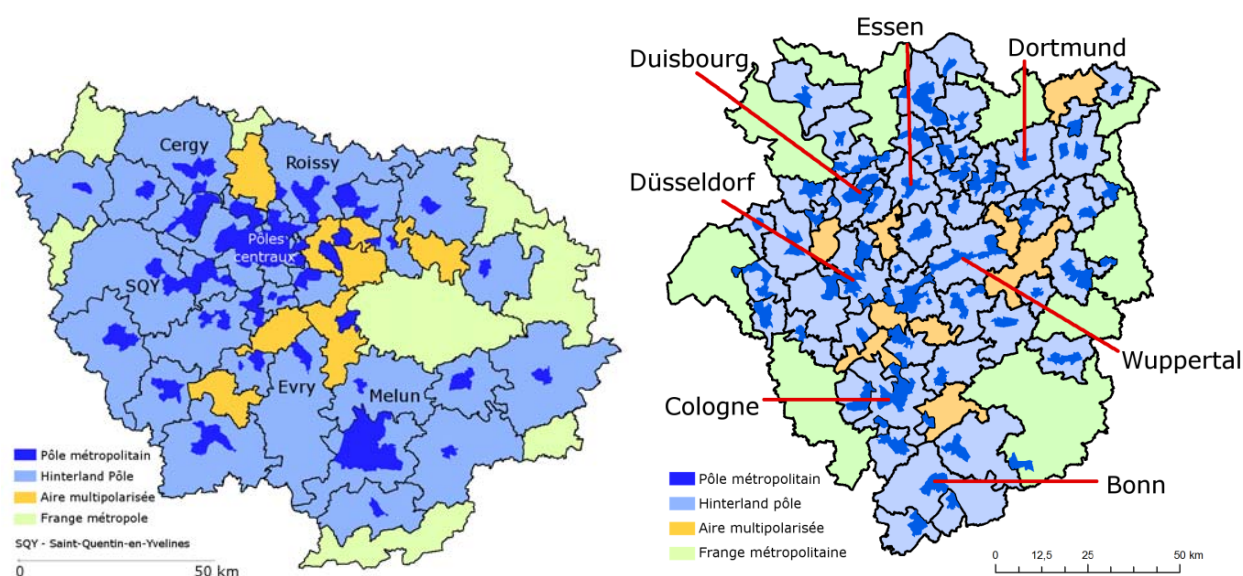 Cergy
Roissy
Pôles
centraux
SQY
Evry
Melun
Pôle métropolitain
Hinterland Pôle
Aire multipolarisée
Frange métropole
SQY - Saint-Quentin-en-Yvelines
0 50 km
Essen
Duisbourg
Dortmund
Düsseldorf
Wuppertal
Cologne
Bonn
Pôle métropolitain
Hinterland pôle
Aire multipolarisée
Frange métropolitaine
0 12,5 25 50 km